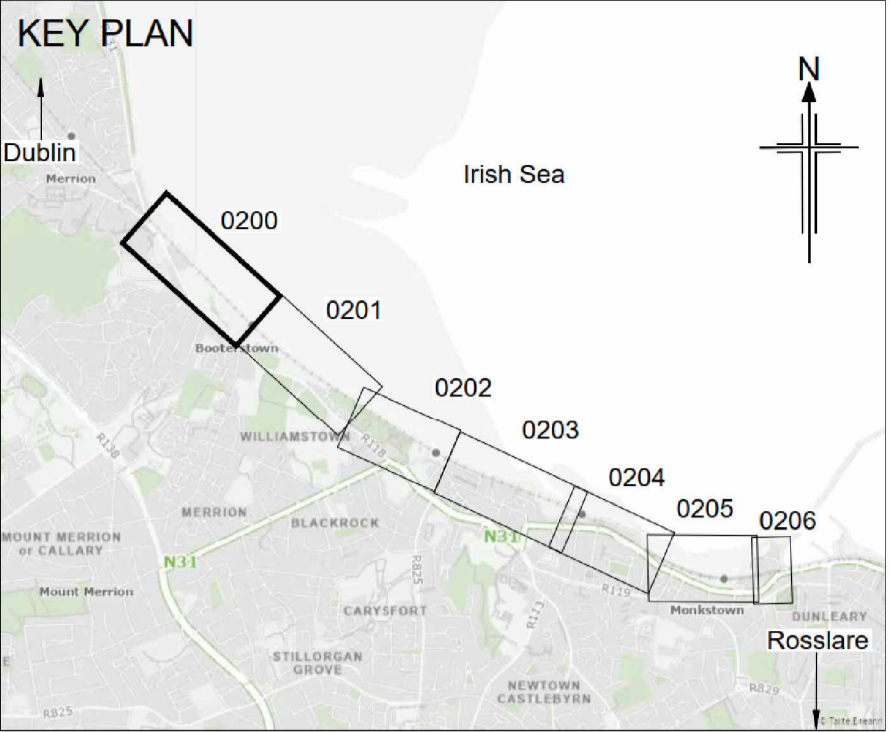 KEY PLAN
N31
N
Dublin
Merrion
Irish Sea
0200
0201
Booterstown
0202
WILLIAMSTOWN
R118
R138
0203
0204
0205
0206
MERRION
BLACKROCK
MOUNT MERRION
or CALLARY
N31
N31
R825
Mount Merrion
R119
Monkstown
CARYSFORT
R113
DUNLEARY
Rosslare
STILLORGAN
GROVE
E
NEWTOWN
CASTLEBYRN
R829
R825
© Tailte Éireann